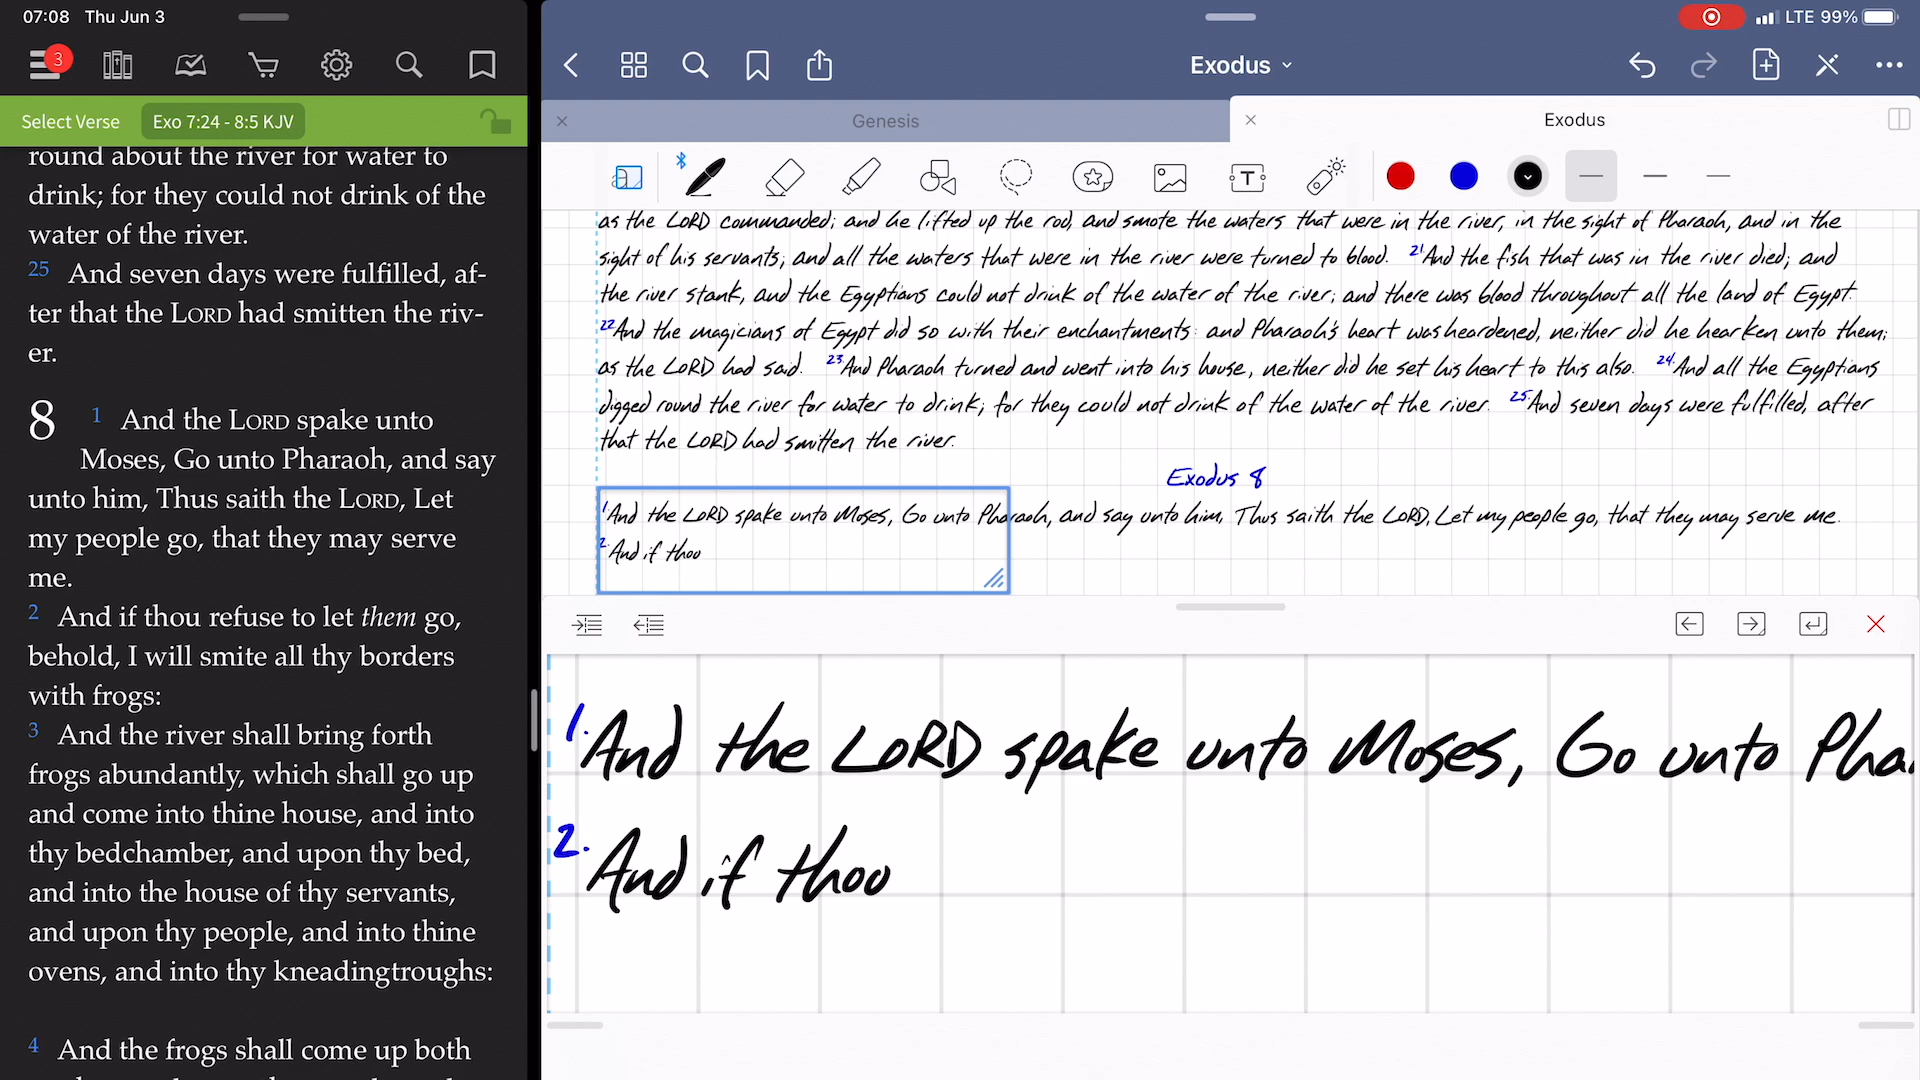 07:08 Thu Jun 3
3
Select Verse Exo 7:24 - 8:5 KJV
round about the river for water to
drink; for they could not drink of the
water of the river.
25 And seven days were fulfilled, af-
ter that the LORD had smitten the riv-
er.
8 1 And the LORD spake unto
Moses, Go unto Pharaoh, and say
unto him, Thus saith the LORD, Let
my people go, that they may serve
me.
2 And if thou refuse to let them go,
behold, I will smite all thy borders
with frogs:
3 And the river shall bring forth
frogs abundantly, which shall go up
and come into thine house, and into
thy bedchamber, and upon thy bed,
and into the house of thy servants,
and upon thy people, and into thine
ovens, and into thy kneadingtroughs:
4 And the frogs shall come up both
LTE 99%
Exodus
Genesis
Exodus
T
as the LORD commanded; and he lifted up the rod, and smote the waters that were in the river, in the sight of Pharaoh, and in the
sight of his servants; and all the waters that were in the river were turned to blood. 21. And the fish that was in the river died; and
the river stank, and the Egyptians could not drink of the water of the river; and there was blood throughout all the land of Egypt.
22. And the magicians of Egypt did so with their enchantments: and Pharaoh's heart was heardened, neither did he hearken unto them;
as the LORD had said. 23. And Pharaoh turned and went into his house, neither did he set his heart to this also. 24. And all the Egyptians
digged round the river for water to drink; for they could not drink of the water of the river. 25. And seven days were fulfilled, after
that the LORD had smitten the river.
Exodus 8
1. And the LORD spake unto Moses, Go unto Pharaoh, and say unto him, Thus saith the LORD, Let my people go, that they may serve me.
2. And if thou
1. And the LORD spake unto Moses, Go unto Phara
2. And if thou